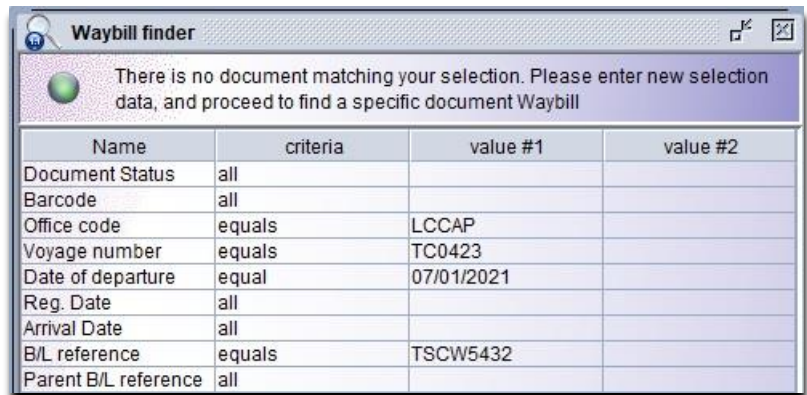 Waybill finder
There is no document matching your selection. Please enter new selection
data, and proceed to find a specific document Waybill
Name criteria value #1 value #2
Document Status all
Barcode all
Office code equals LCCAP
Voyage number equals TC0423
Date of departure equal 07/01/2021
Reg. Date all
Arrival Date all
B/L reference equals TSCW5432
Parent B/L reference all